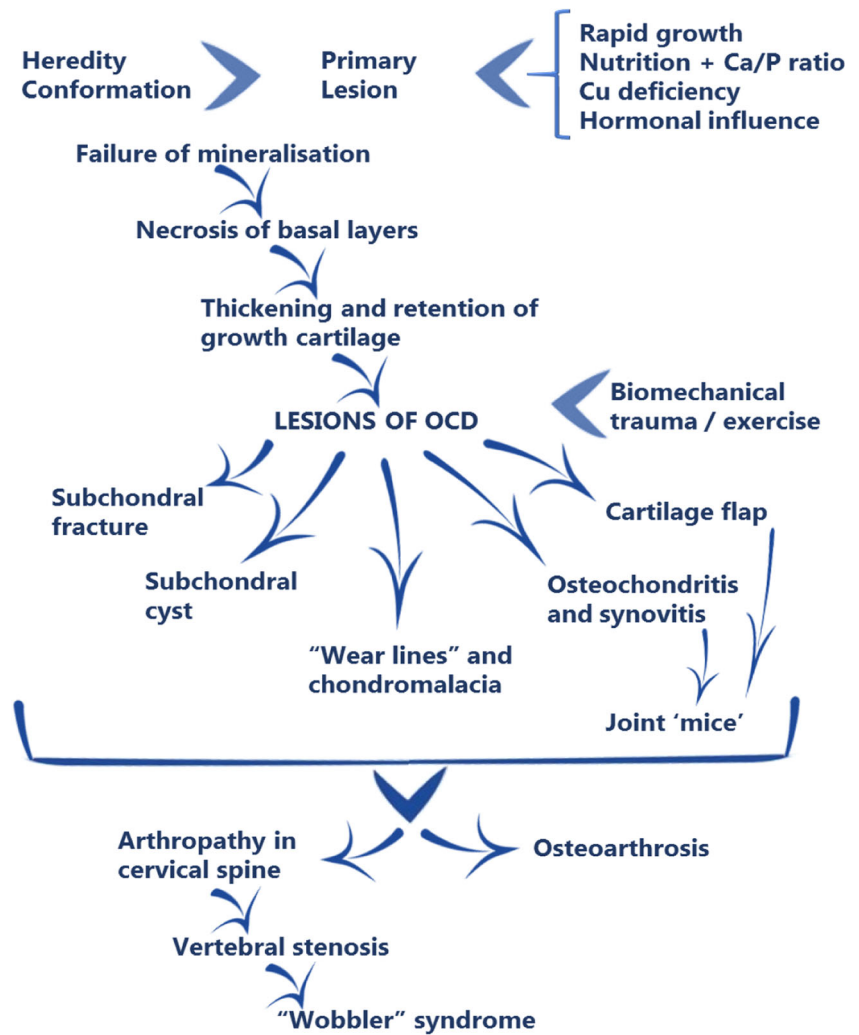 Heredity
Conformation
Primary
Lesion
Rapid growth
Nutrition + Ca/P ratio
Cu deficiency
Hormonal influence
Failure of mineralisation
Necrosis of basal layers
Thickening and retention of
growth cartilage
LESIONS OF OCD
Biomechanical
trauma / exercise
Subchondral
fracture
Subchondral
cyst
“Wear lines” and
chondromalacia
Osteochondritis
and synovitis
Cartilage flap
Joint ‘mice’
Arthropathy in
cervical spine
Osteoarthrosis
Vertebral stenosis
“Wobbler” syndrome